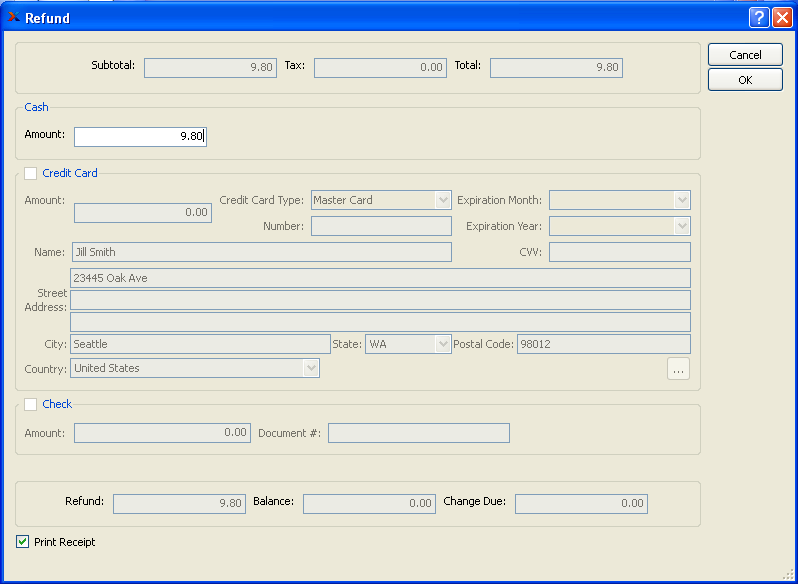 Refund
Subtotal: 9.80 Tax: 0.00 Total: 9.80
Cancel
OK
Cash
Amount: 9.80
Credit Card
Amount: 0.00 Credit Card Type: Master Card Expiration Month:
Number: Expiration Year:
Name: Jill Smith CVV:
23445 Oak Ave
Street
Address:
City: Seattle State: WA Postal Code: 98012
Country: United States ...
Check
Amount: 0.00 Document #:
Refund: 9.80 Balance: 0.00 Change Due: 0.00
Print Receipt